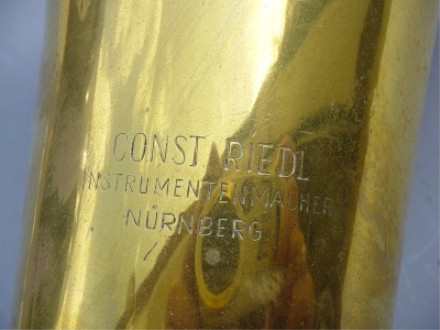 CONST RIEDL
INSTRUMENTENMACHER
NÜRNBERG